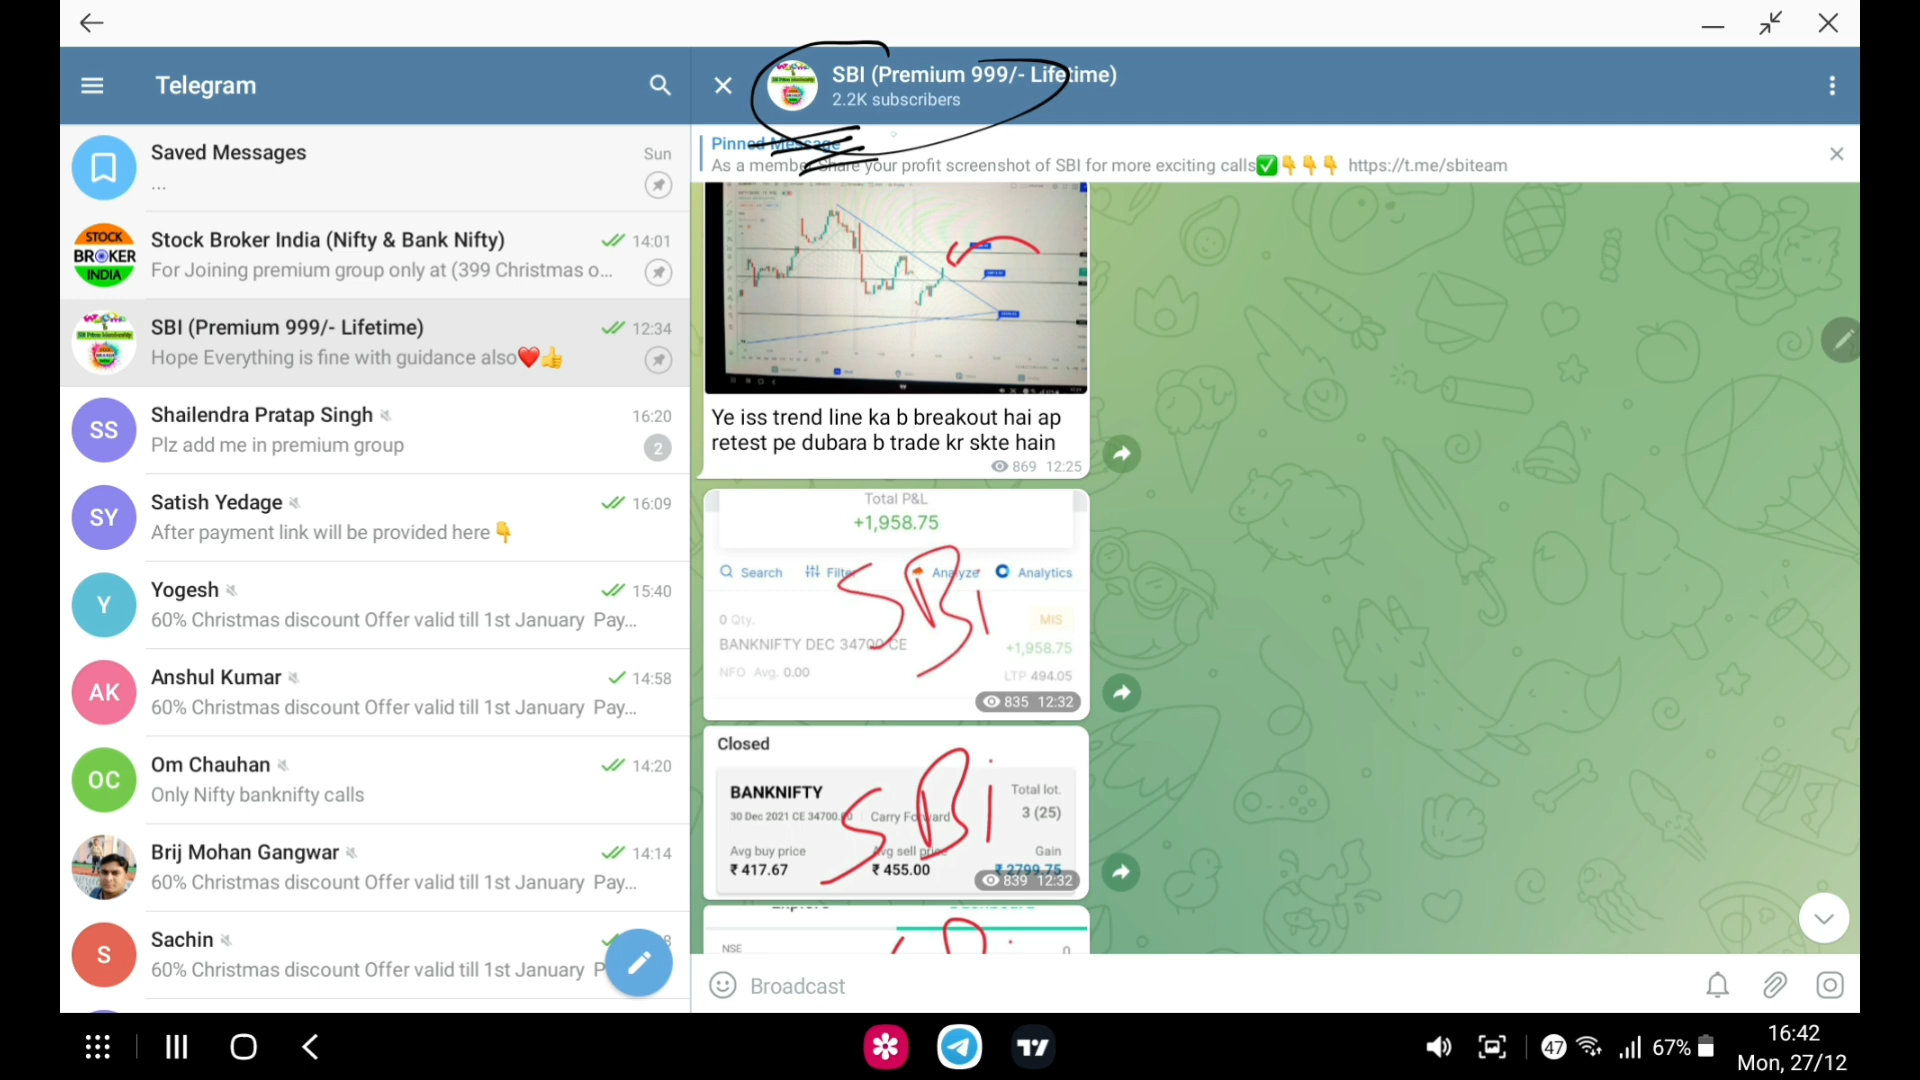 Telegram
SBI (Premium 999/- Lifetime)
2.2K subscribers
Pinned Message
As a member Share your profit screenshot of SBI for more exciting calls✅👇👇👇 https://t.me/sbiteam
Saved Messages
Sun
...
STOCK
BROKER
INDIA
Stock Broker India (Nifty & Bank Nifty)
14:01
For Joining premium group only at (399 Christmas o...
SBI (Premium 999/- Lifetime)
12:34
Hope Everything is fine with guidance also❤️👍
SS
Shailendra Pratap Singh
16:20
Plz add me in premium group
2
SY
Satish Yedage
16:09
After payment link will be provided here👇
Y
Yogesh
15:40
60% Christmas discount Offer valid till 1st January Pay...
AK
Anshul Kumar
14:58
60% Christmas discount Offer valid till 1st January Pay...
OC
Om Chauhan
14:20
Only Nifty banknifty calls
Brij Mohan Gangwar
14:14
60% Christmas discount Offer valid till 1st January Pay...
S
Sachin
60% Christmas discount Offer valid till 1st January P
Ye iss trend line ka b breakout hai ap
retest pe dubara b trade kr skte hain
869 12:25
Total P&L
+1,958.75
Search Filter Analyze Analytics
SBI
0 Qty.
MIS
BANKNIFTY DEC 34700 CE
+1,958.75
NFO Avg. 0.00
LTP 494.05
835 12:32
Closed
SBI
BANKNIFTY
Total lot.
30 Dec 2021 CE 34700.00 Carry Forward
3 (25)
Avg buy price
Avg sell price
Gain
₹ 417.67
₹ 455.00
₹ 2799.75
839 12:32
NSE
0
Broadcast
47
67%
16:42
Mon, 27/12